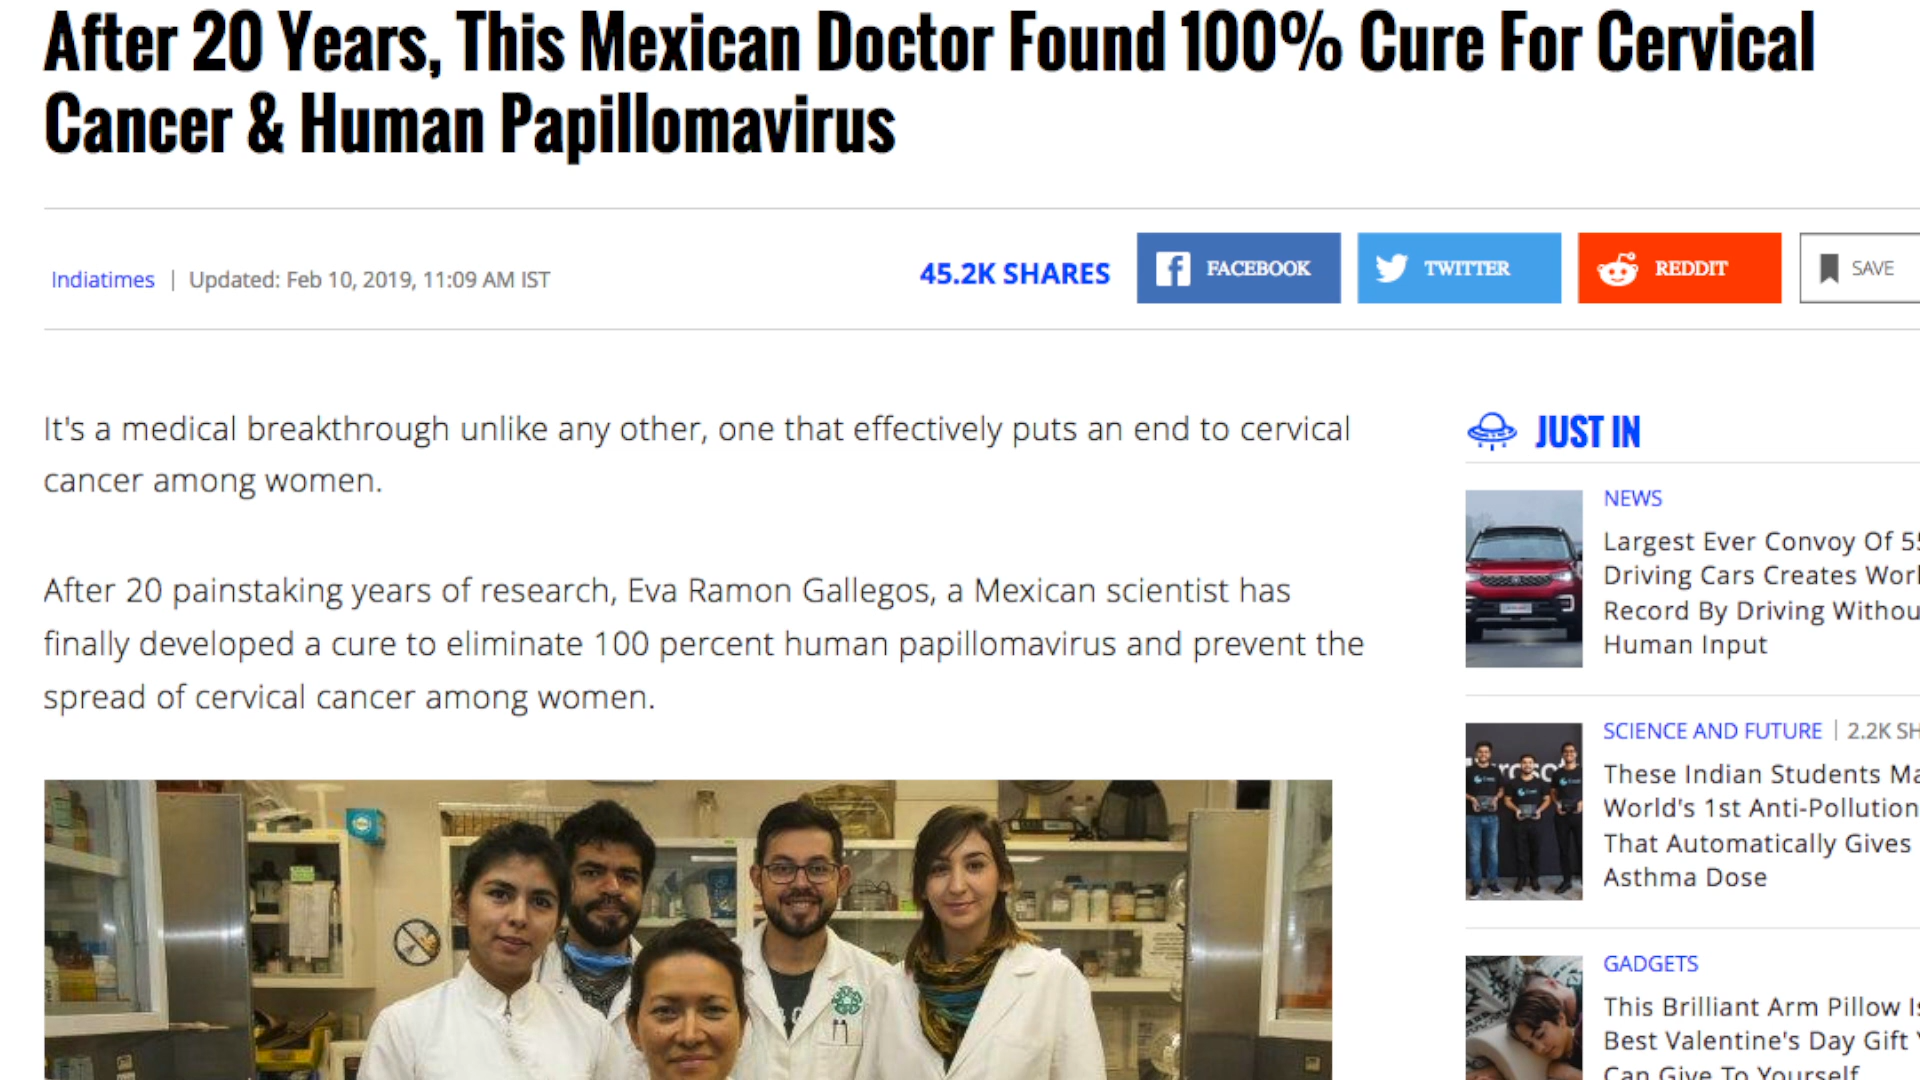 After 20 Years, This Mexican Doctor Found 100% Cure For Cervical
Cancer & Human Papillomavirus
Indiatimes | Updated: Feb 10, 2019, 11:09 AM IST
45.2K SHARES
FACEBOOK
TWITTER
REDDIT
SAVE
It's a medical breakthrough unlike any other, one that effectively puts an end to cervical
cancer among women.
After 20 painstaking years of research, Eva Ramon Gallegos, a Mexican scientist has
finally developed a cure to eliminate 100 percent human papillomavirus and prevent the
spread of cervical cancer among women.
JUST IN
NEWS
Largest Ever Convoy Of
Driving Cars Creates
Record By Driving
Human Input
SCIENCE AND FUTURE | 2.2K
These Indian Students
World's 1st Anti-Pollution
That Automatically Gives
Asthma Dose
GADGETS
This Brilliant Arm Pillow
Best Valentine's Day Gift
Can Give To Yourself